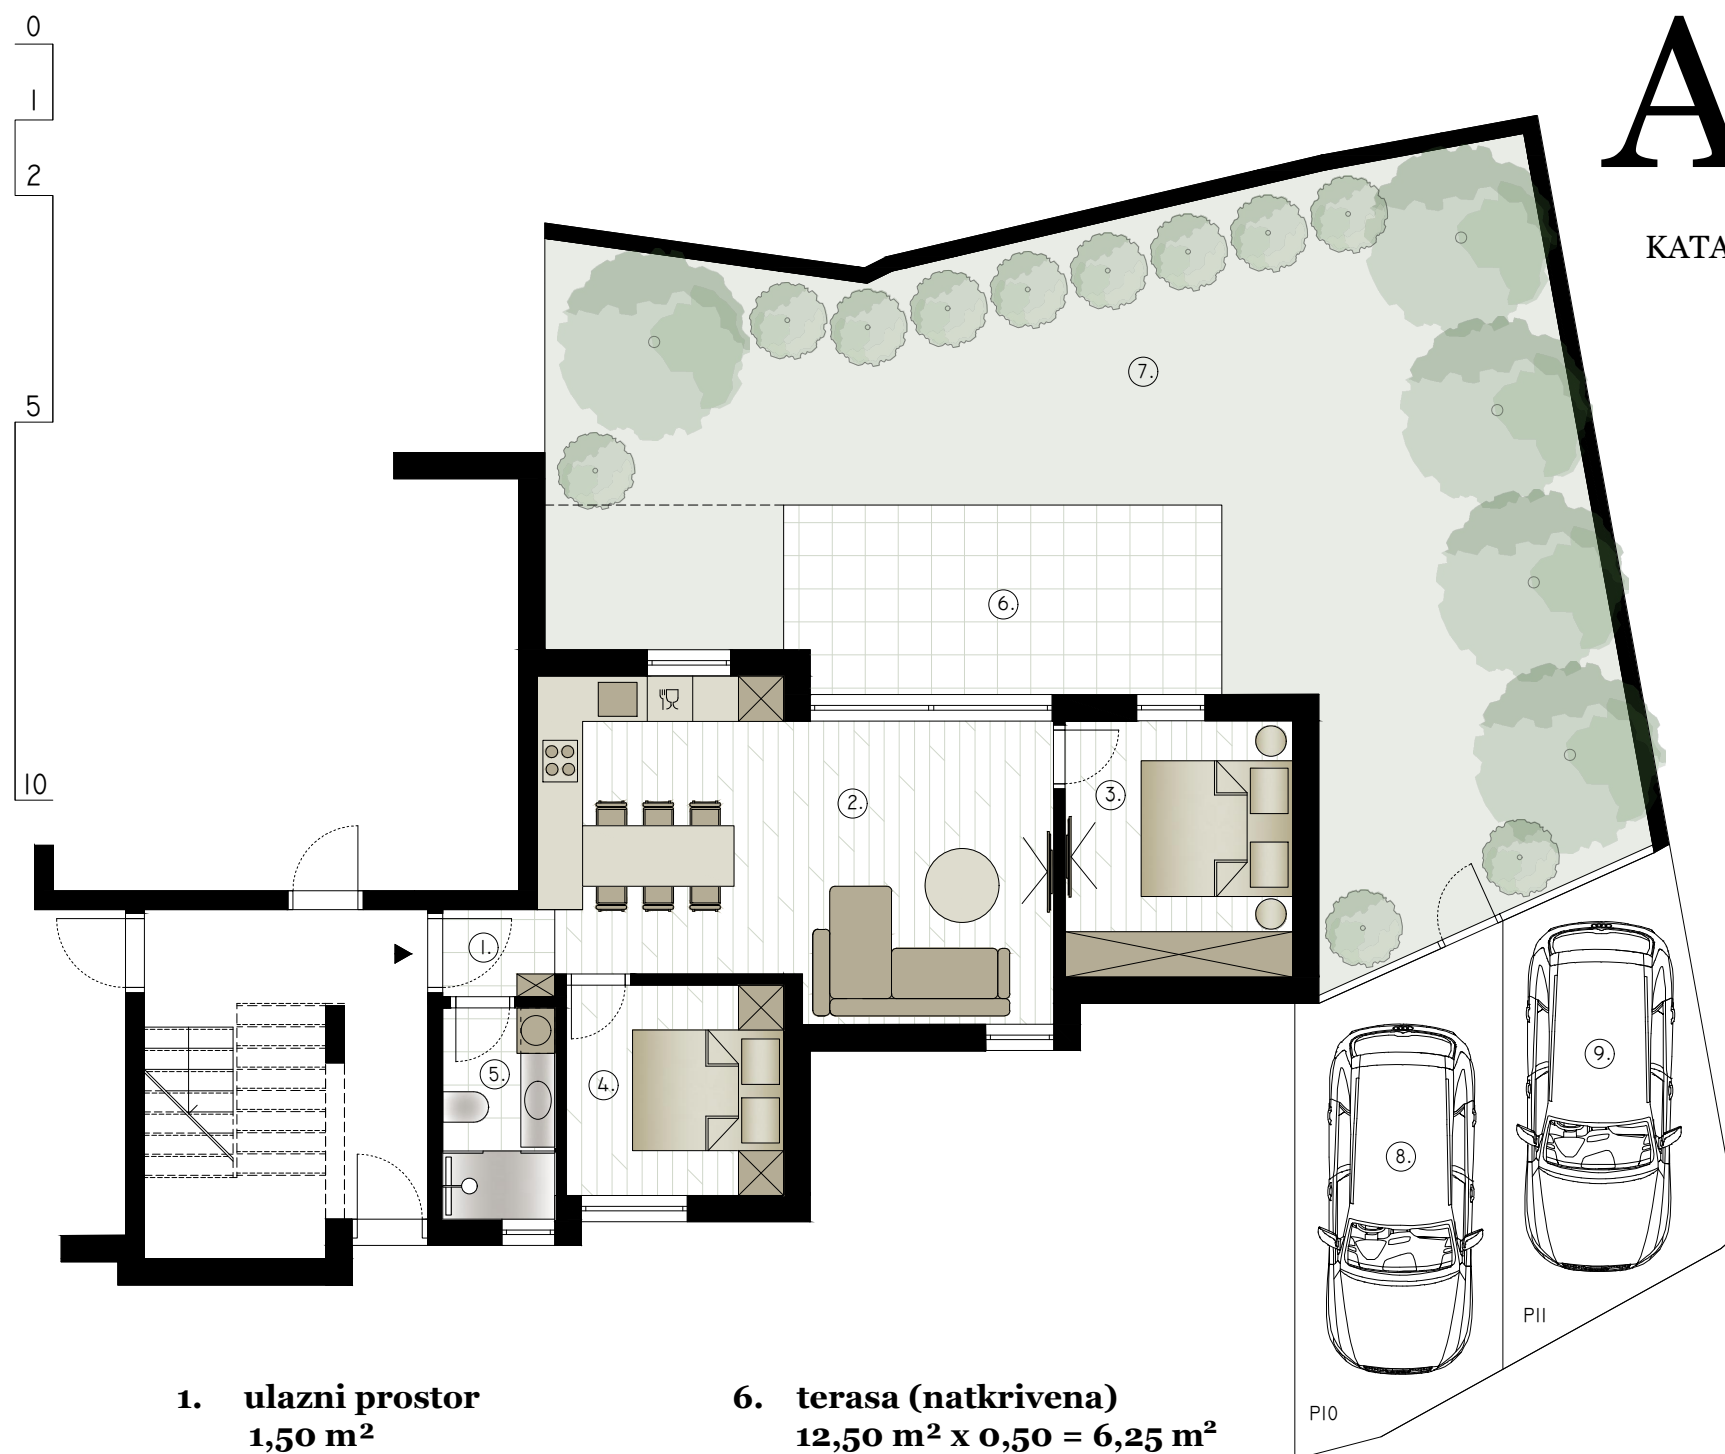 0
1
2
5
10
A
KATA
7.
6.
2.
3.
1.
5.
4.
8.
9.
P11
P10
1. ulazni prostor
1,50 m²
6. terasa (natkrivena)
12,50 m² x 0,50 = 6,25 m²